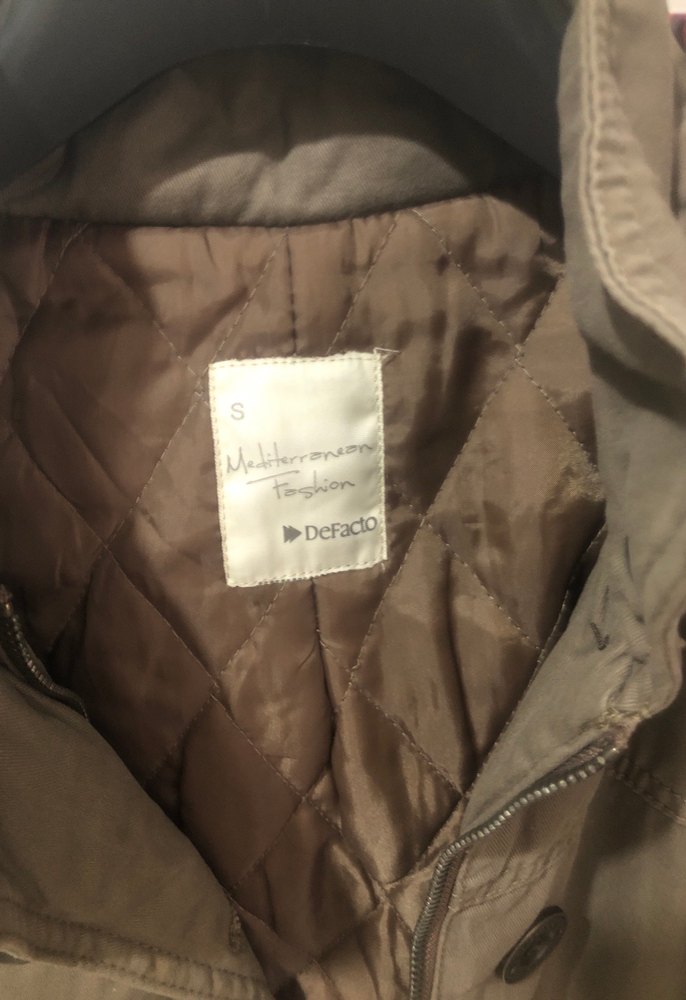 S
Mediterranean
Fashion
DeFacto